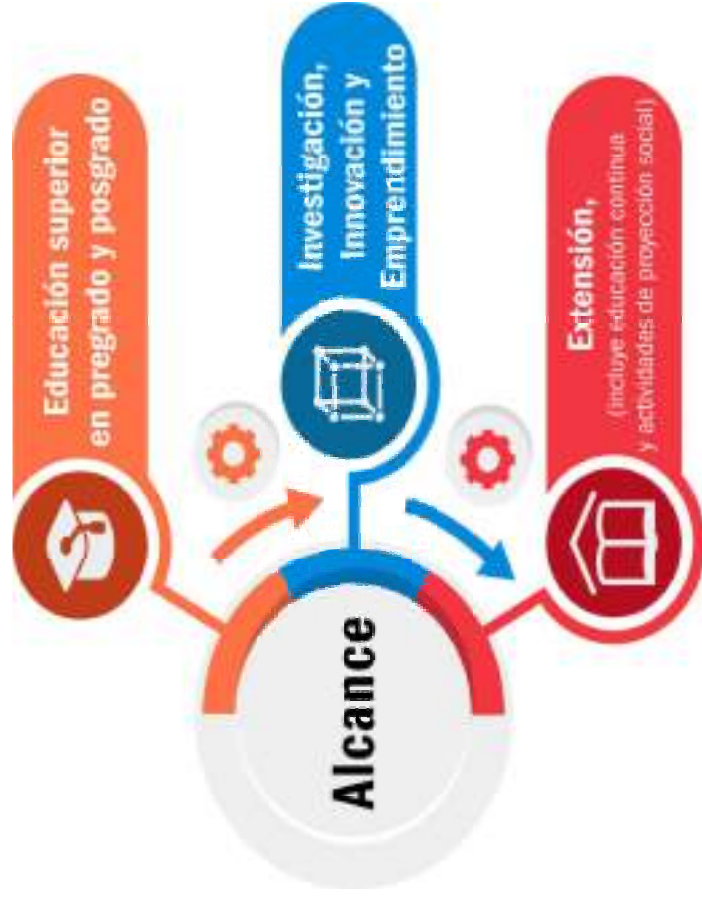 Alcance
Educación superior
en pregrado y posgrado
Investigación,
Innovación y
Emprendimiento
Extensión,
(incluye educación continua
y actividades de proyección social)